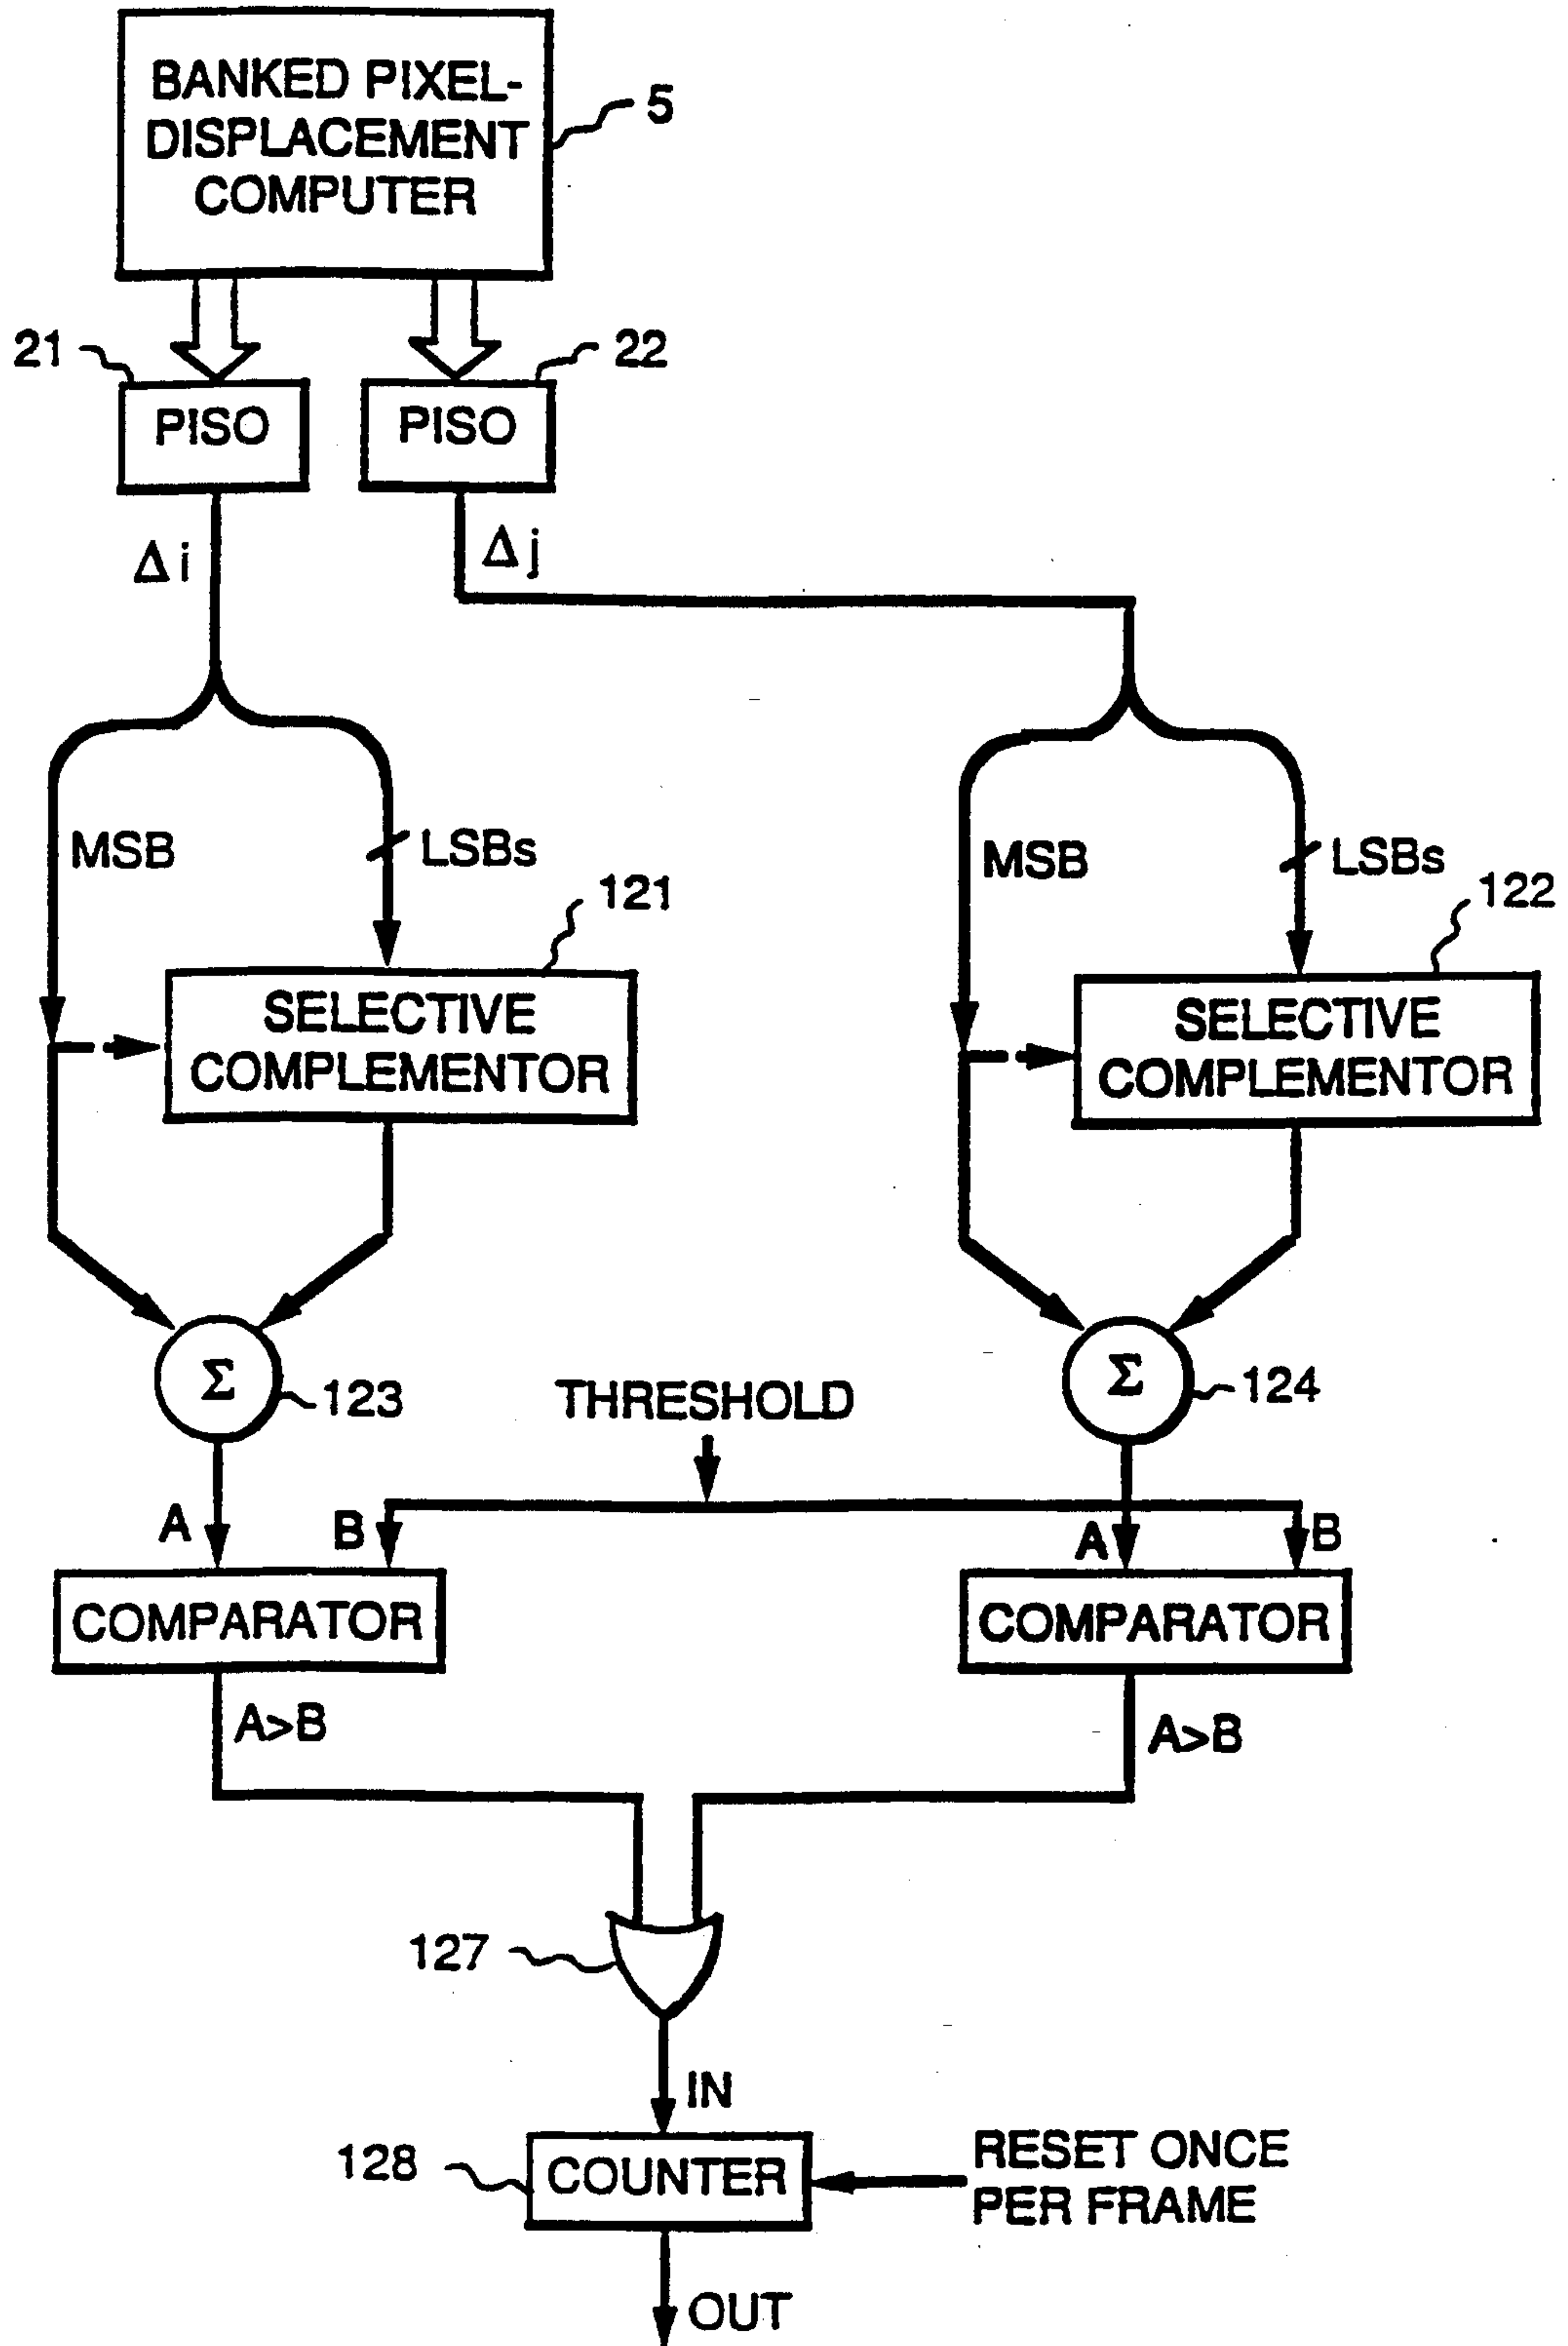 BANKED PIXEL-
DISPLACEMENT
COMPUTER
5
21
22
PISO
PISO
Δi
Δj
MSB
LSBs
MSB
LSBs
121
122
SELECTIVE
COMPLEMENTOR
SELECTIVE
COMPLEMENTOR
Σ
123
THRESHOLD
Σ
124
A
B
A
B
COMPARATOR
COMPARATOR
A>B
A>B
127
IN
128
COUNTER
RESET ONCE
PER FRAME
OUT